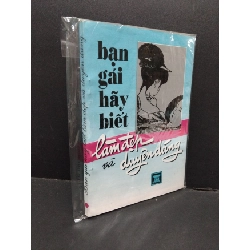 bạn gái
hãy biết
làm đẹp
và duyên dáng